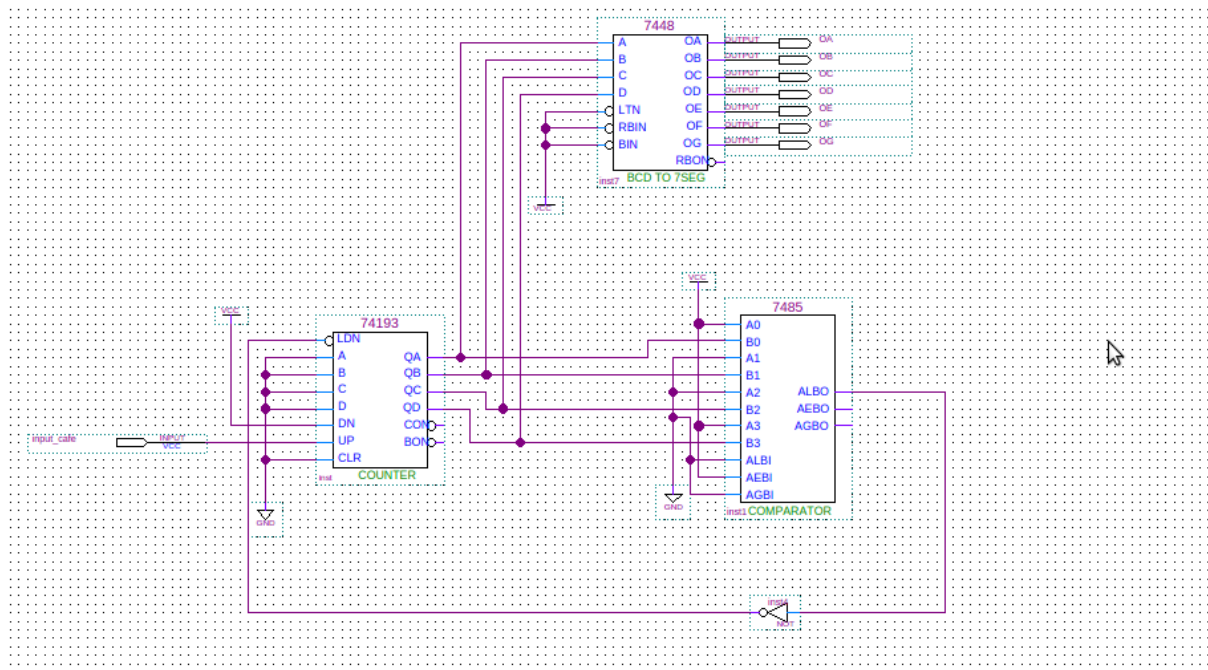 7448
A
B
C
D
LTN
RBIN
BIN
OA
OB
OC
OD
OE
OF
OG
RBON
inst7
BCD TO 7SEG
OUTPUT
OA
OUTPUT
OB
OUTPUT
OC
OUTPUT
OD
OUTPUT
OE
OUTPUT
OF
OUTPUT
OG
VCC
VCC
74193
LDN
A
B
C
D
DN
UP
CLR
QA
QB
QC
QD
CON
BON
inst
COUNTER
input_cafe
INPUT
VCC
GND
VCC
7485
A0
B0
A1
B1
A2
B2
A3
B3
ALBI
AEBI
AGBI
ALBO
AEBO
AGBO
inst1
COMPARATOR
GND
NOT